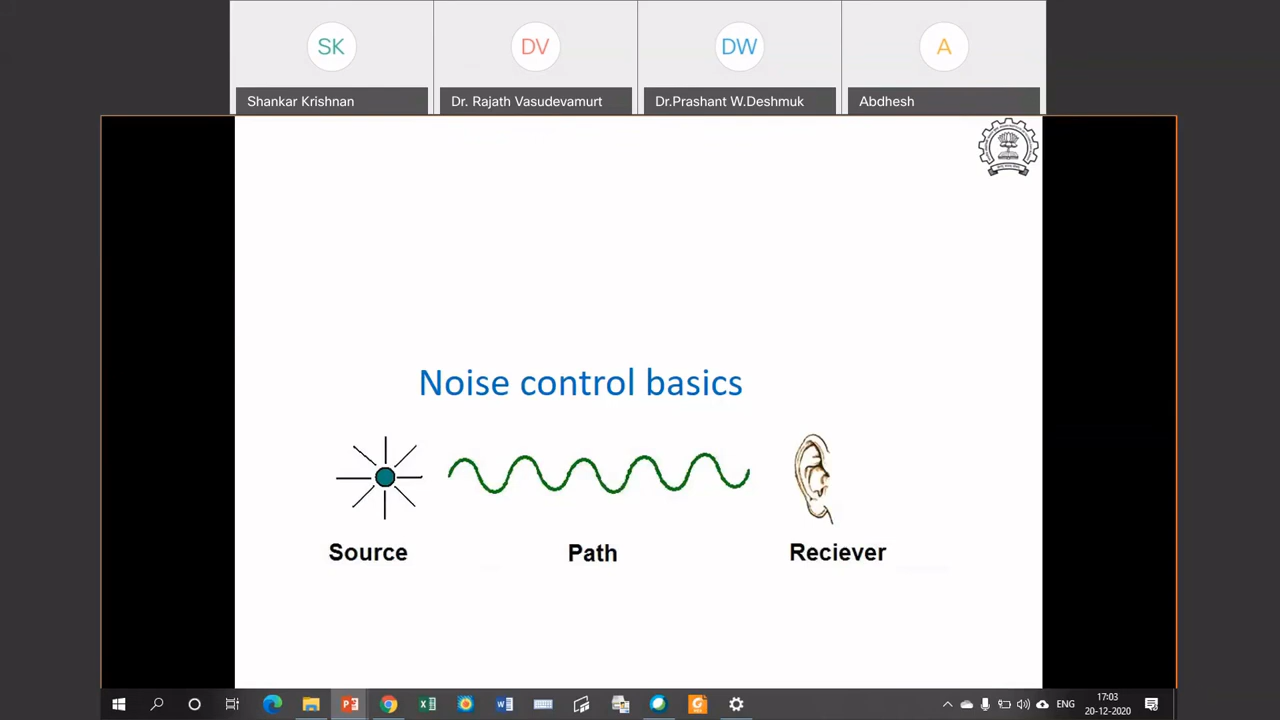 SK
DV
DW
A
Shankar Krishnan
Dr. Rajath Vasudevamurt
Dr.Prashant W.Deshmuk
Abdhesh
Noise control basics
Source
Path
Reciever
ENG
17:03
20-12-2020